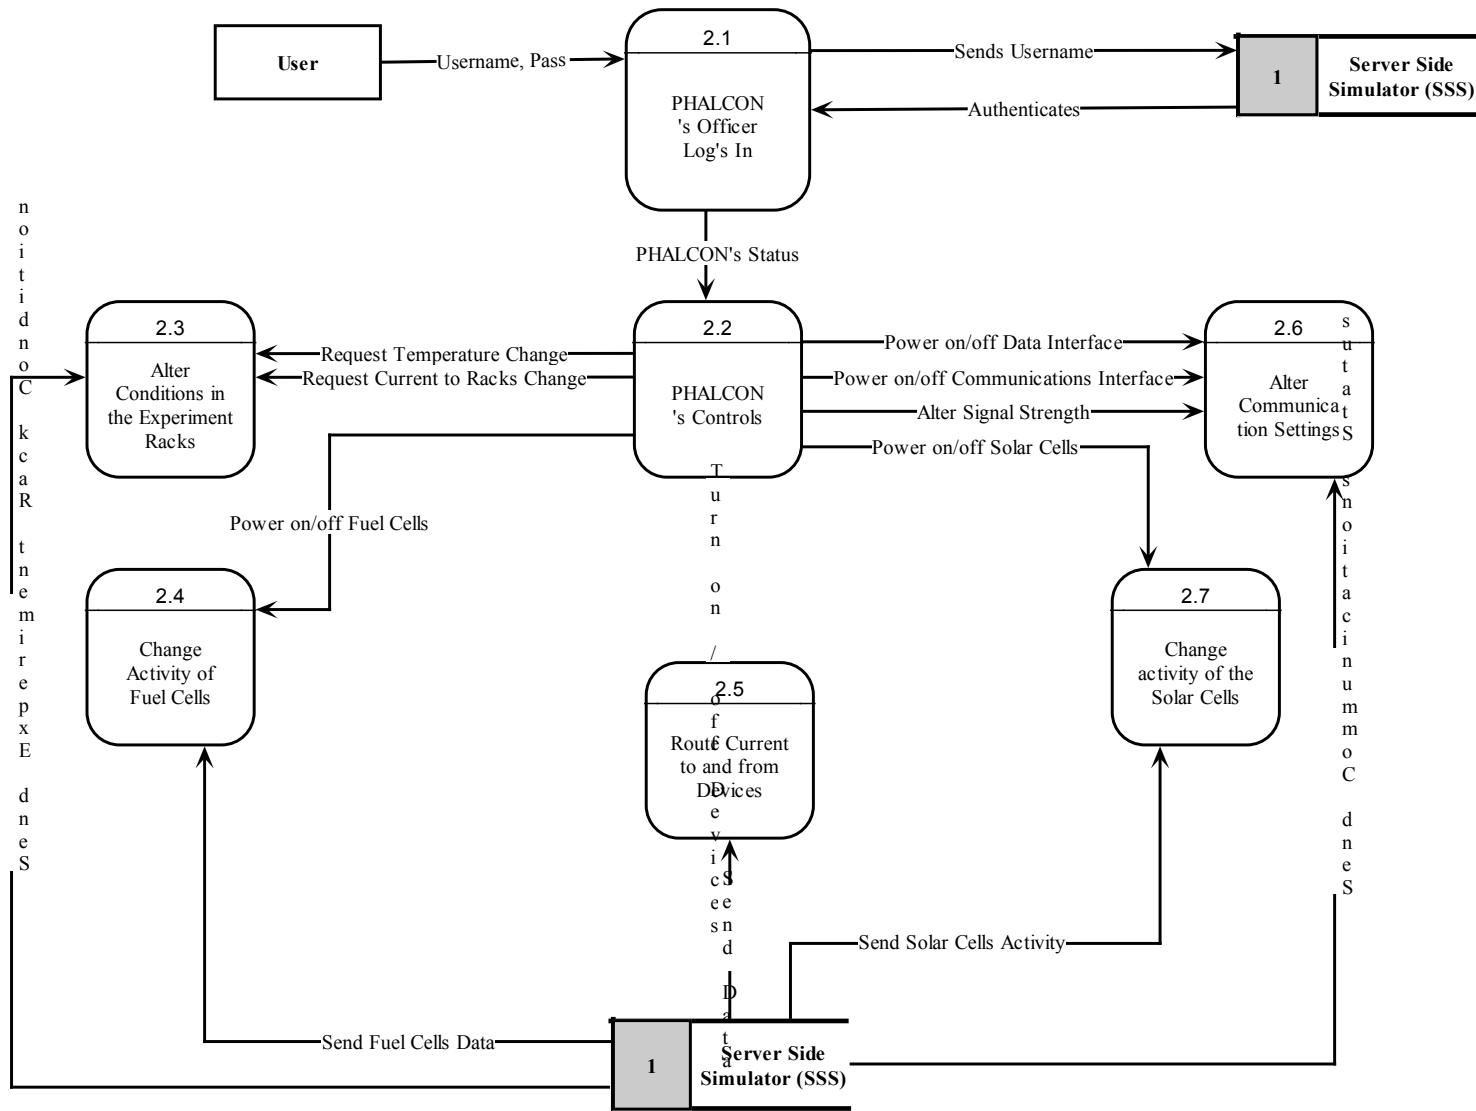 2.1
User
Username, Pass
Sends Username
1
Server Side
Simulator (SSS)
PHALCON
's Officer
Log's In
Authenticates
PHALCON's Status
Send Experiment Rack Condition
2.3
Alter
Conditions in
the Experiment
Racks
Request Temperature Change
Request Current to Racks Change
2.2
PHALCON
's Controls
Power on/off Data Interface
Power on/off Communications Interface
Alter Signal Strength
Power on/off Solar Cells
2.6
Alter
Communica
tion Settings
Send Communications Status
Power on/off Fuel Cells
Turn on / off Devices
2.4
Change
Activity of
Fuel Cells
2.5
Route Current
to and from
Devices
2.7
Change
activity of the
Solar Cells
Send Data
Send Solar Cells Activity
Send Fuel Cells Data
1
Server Side
Simulator (SSS)